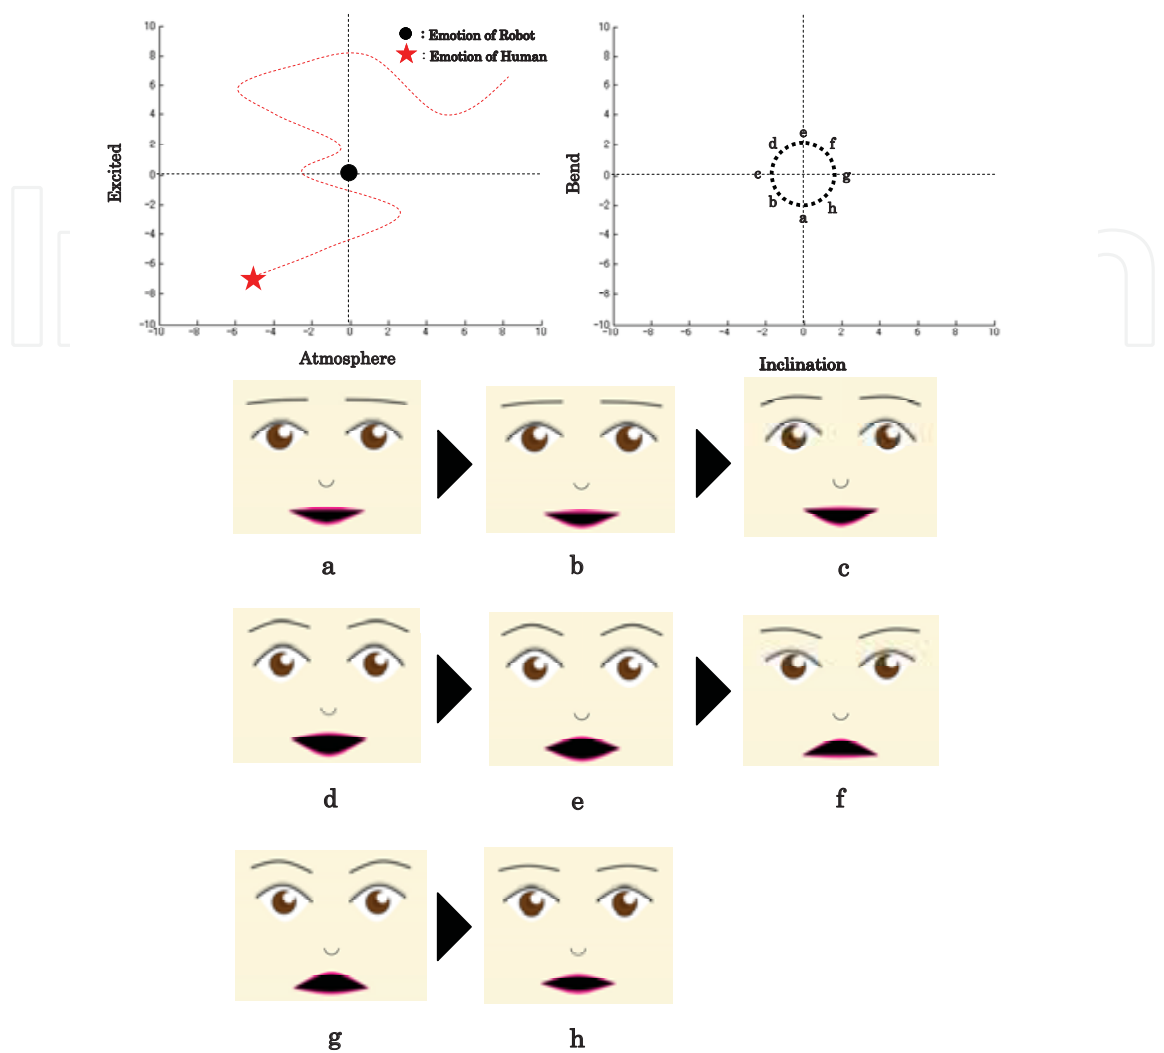 10
8
6
4
2
0
-2
-4
-6
-8
-10
-10 -8 -6 -4 -2 0 2 4 6 8 10
Excited
Atmosphere
: Emotion of Robot
: Emotion of Human
10
8
6
4
2
0
-2
-4
-6
-8
-10
-10 -8 -6 -4 -2 0 2 4 6 8 10
Bend
Inclination
e
d f
c g
b h
a
a b c
d e f
g h